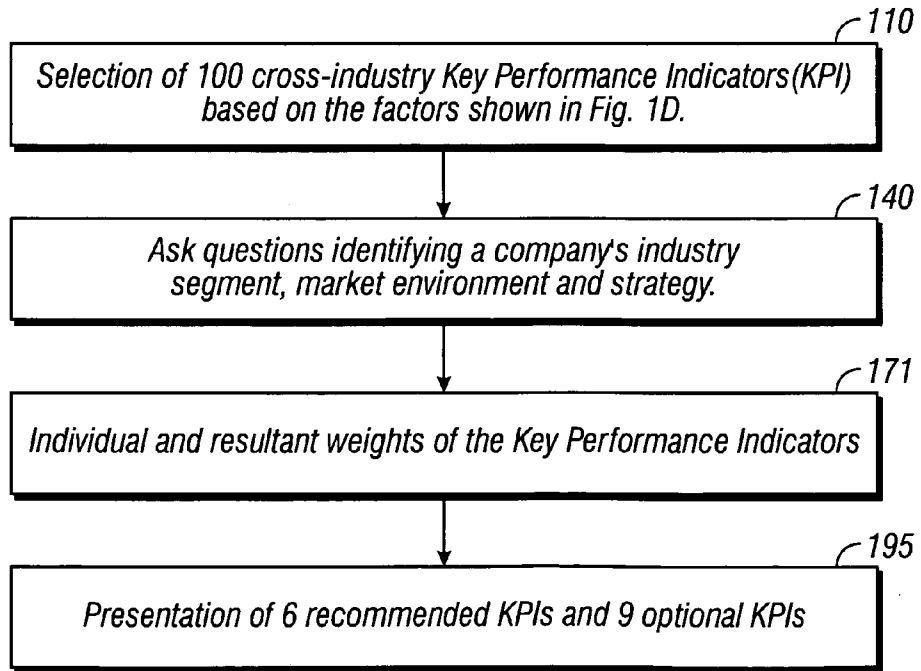 110
Selection of 100 cross-industry Key Performance Indicators(KPI)
based on the factors shown in Fig. 1D.
140
Ask questions identifying a company's industry
segment, market environment and strategy.
171
Individual and resultant weights of the Key Performance Indicators
195
Presentation of 6 recommended KPIs and 9 optional KPIs